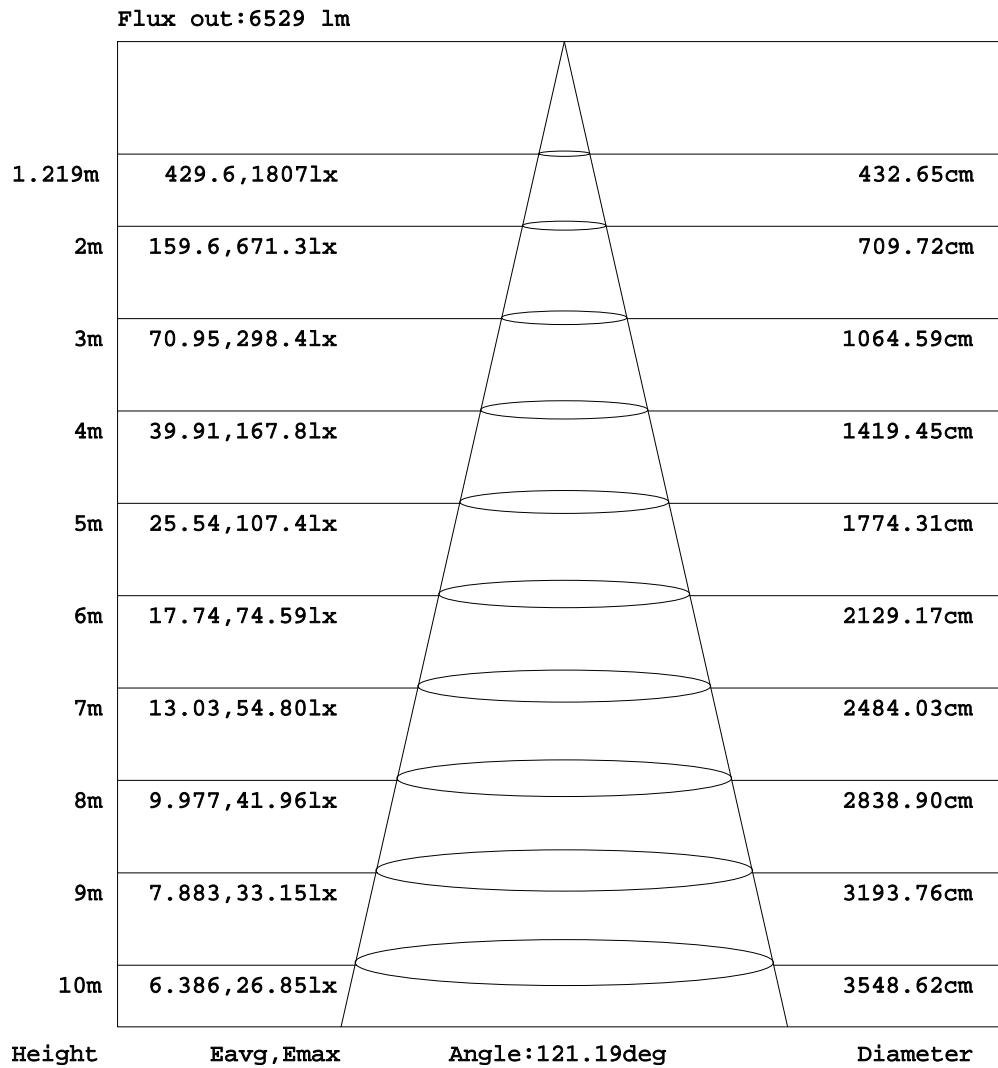 Flux out:6529 lm
1.219m 429.6,1807lx 432.65cm
2m 159.6,671.3lx 709.72cm
3m 70.95,298.4lx 1064.59cm
4m 39.91,167.8lx 1419.45cm
5m 25.54,107.4lx 1774.31cm
6m 17.74,74.59lx 2129.17cm
7m 13.03,54.80lx 2484.03cm
8m 9.977,41.96lx 2838.90cm
9m 7.883,33.15lx 3193.76cm
10m 6.386,26.85lx 3548.62cm
Height Eavg,Emax Angle:121.19deg Diameter